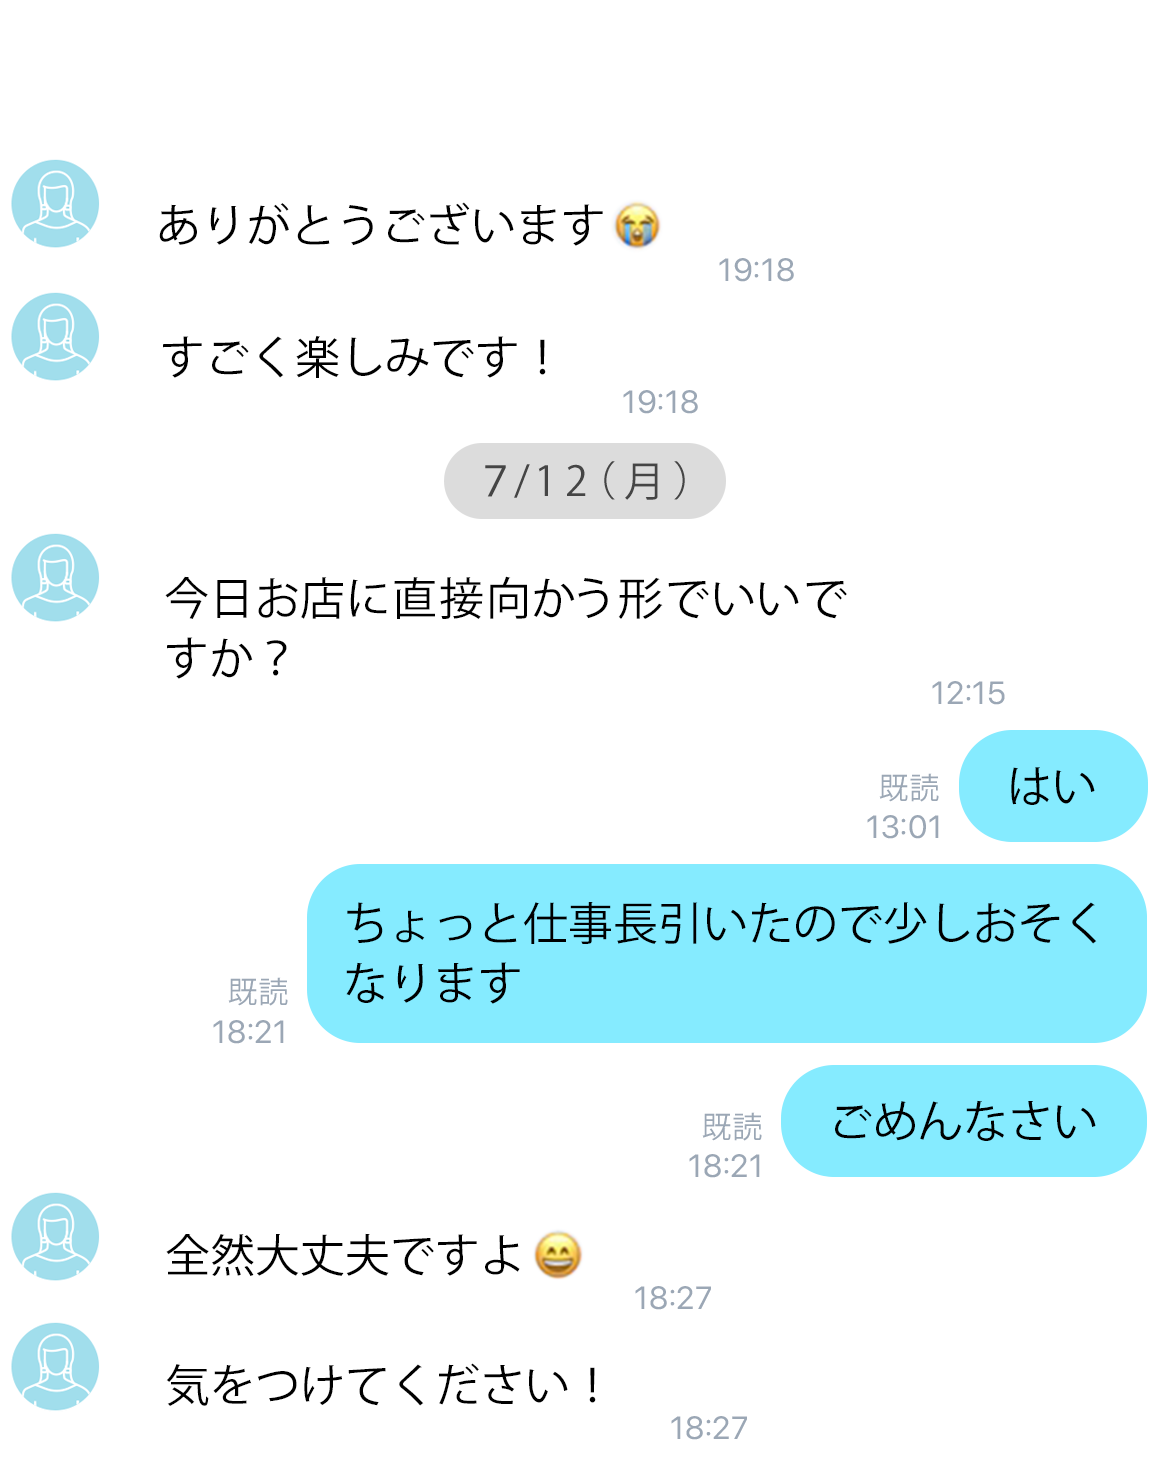 ありがとうございます😭
19:18
すごく楽しみです！
19:18
7/12(月)
今日お店に直接向かう形でいいで
すか？
12:15
はい
既読
13:01
ちょっと仕事長引いたので少しおそく
なります
既読
18:21
ごめんなさい
既読
18:21
全然大丈夫ですよ😄
18:27
気をつけてください！
18:27